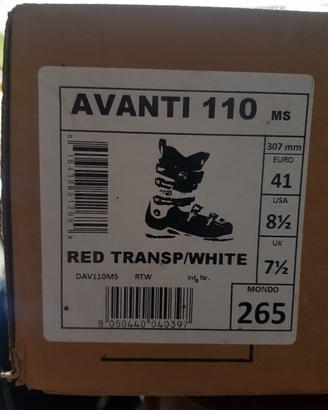 AVANTI 110 MS
307 mm
EURO
41
USA
8½
UK
7½
RED TRANSP/WHITE
DAV110M5 RTW Int. Nr.
MONDO
265
8 050440 040397